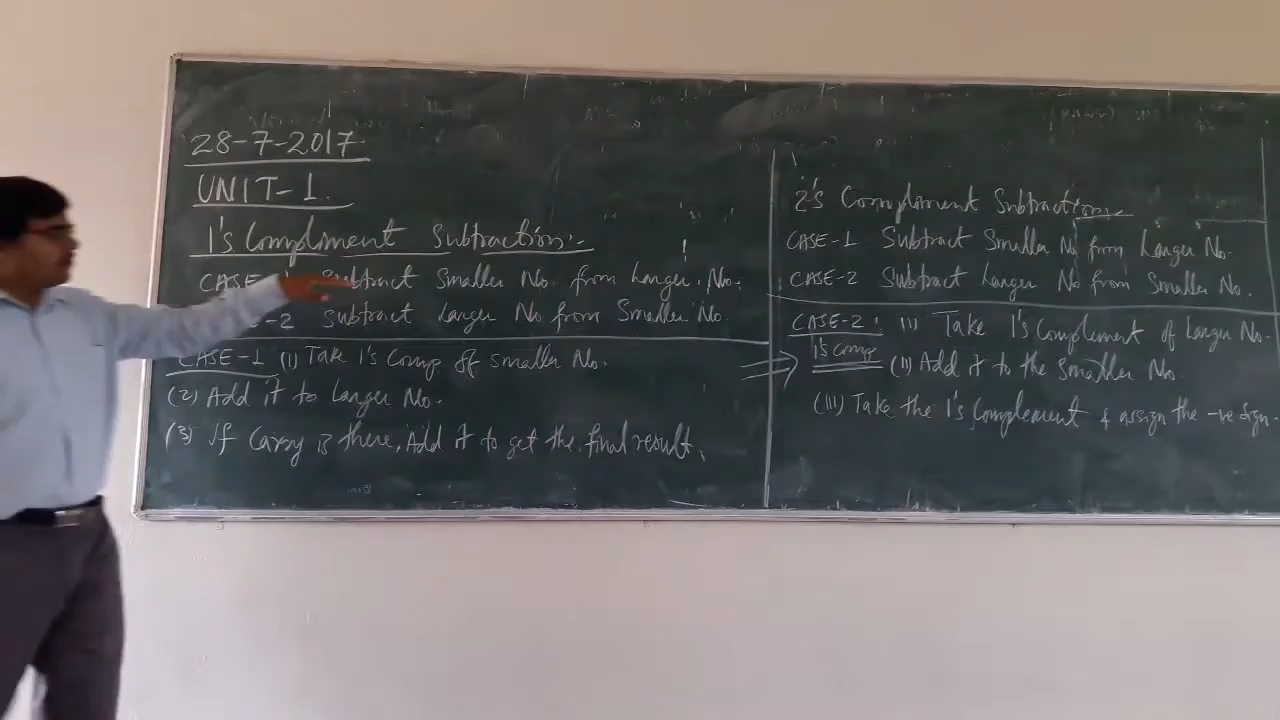 28-7-2017
UNIT-1.
1's Compliment Subtraction:-
CASE-1 Subtract Smaller No. from Larger. No.
-2 Subtract Larger No from Smaller No.
CASE-1 (1) Take 1's Comp of smaller No.
(2) Add it to Larger No.
(3) If Carry is there, Add it to get the final result.
2's Compliment Subtraction
CASE-1 Subtract Smaller No from Larger No.
CASE-2 Subtract Larger No from Smaller No.
CASE-2: (1) Take 1's Complement of Larger No.
1's Comp (11) Add it to the Smaller No.
(111) Take the 1's Complement & assign the -ve sign.